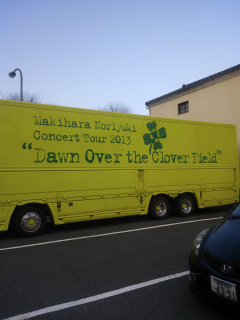 Makihara Noriyuki
Concert Tour 2013
"Dawn Over the Clover Field"